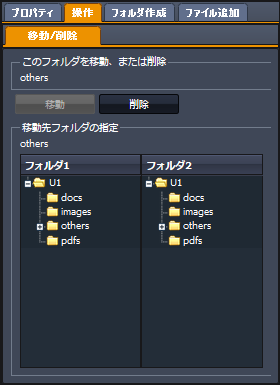 プロパティ 操作 フォルダ作成 ファイル追加
移動/削除
このフォルダを移動、または削除
others
移動 削除
移動先フォルダの指定
others
フォルダ1 フォルダ2
U1 U1
docs docs
images images
others others
pdfs pdfs